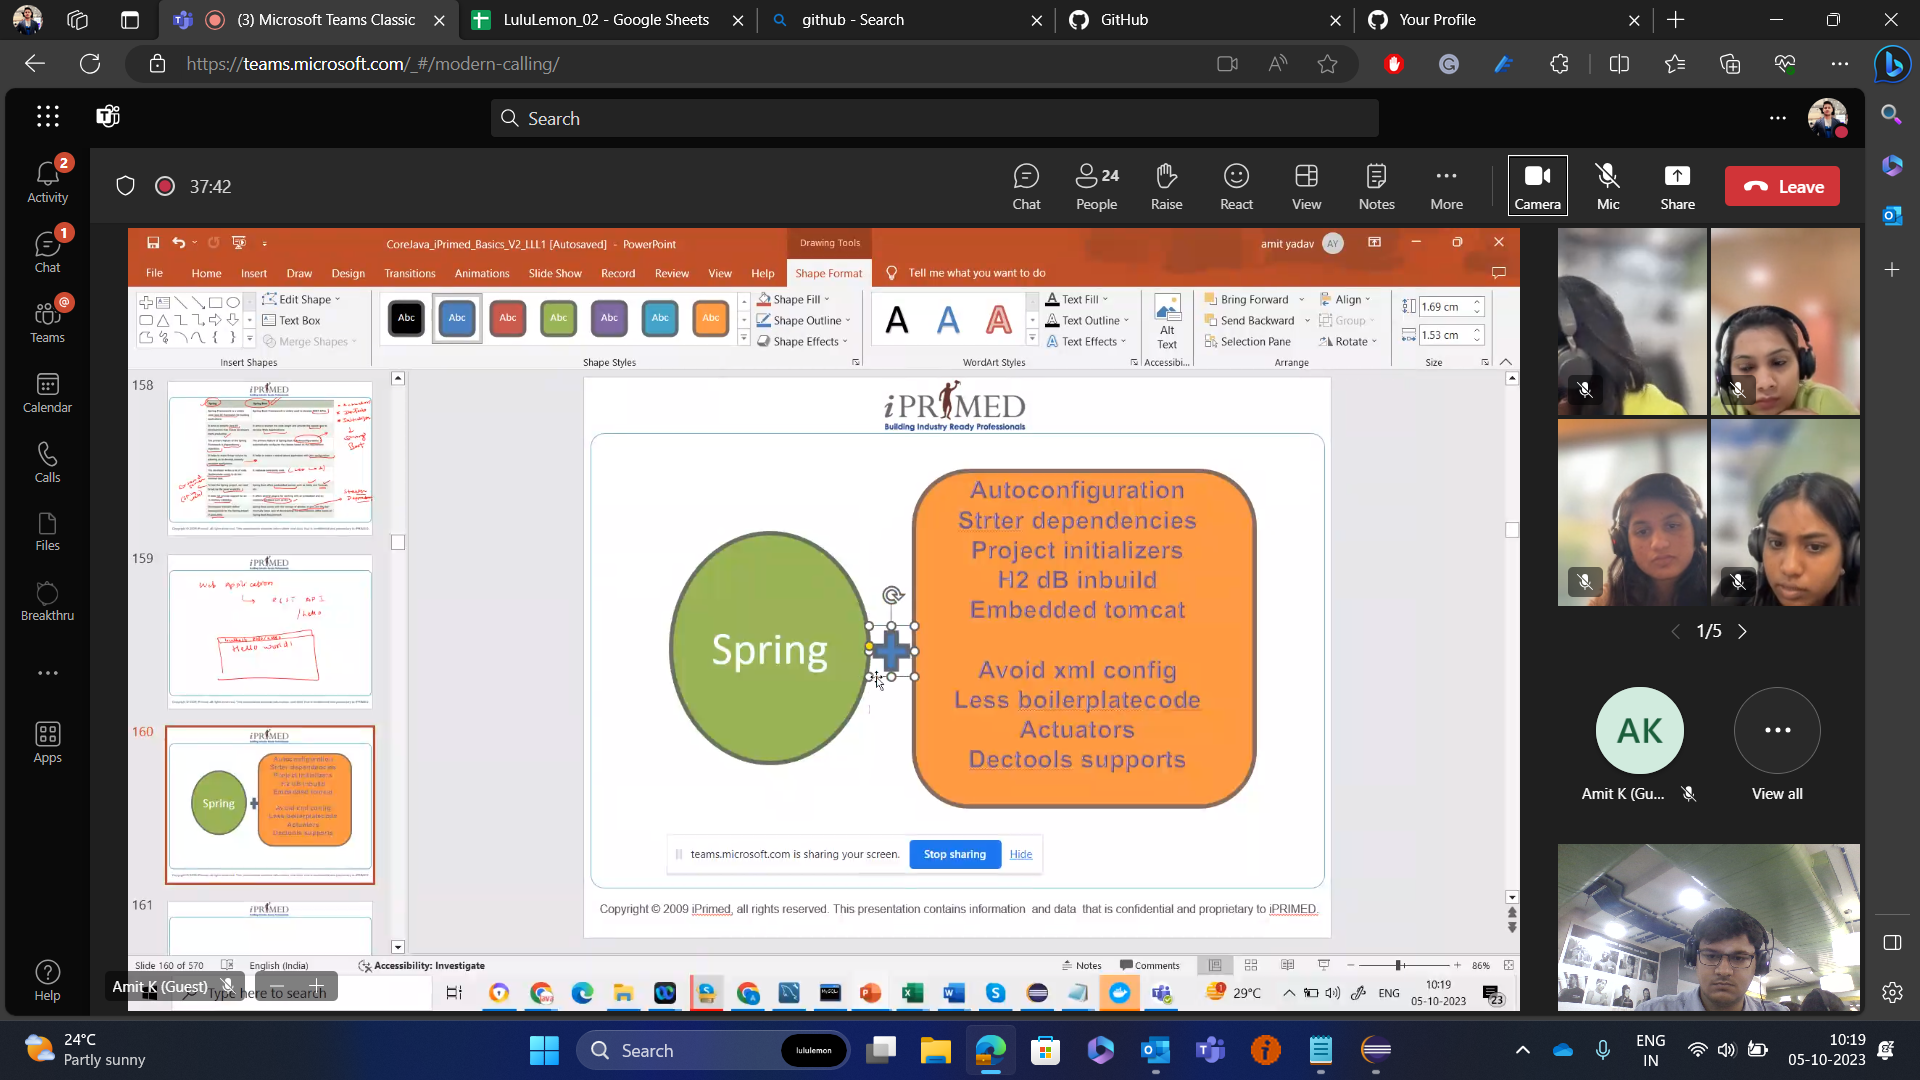 (3) Microsoft Teams Classic
LuluLemon_02 - Google Sheets
github - Search
GitHub
Your Profile
https://teams.microsoft.com/_#/modern-calling/
Search
37:42
Chat
24
People
Raise
React
View
Notes
More
Camera
Mic
Share
Leave
2
Activity
1
Chat
@
Teams
Calendar
Calls
Files
Breakthru
Apps
Help
CoreJava_iPrimed_Basics_V2_LLL1 [Autosaved] - PowerPoint
Drawing Tools
amit yadav
AY
File Home Insert Draw Design Transitions Animations Slide Show Record Review View Help Shape Format Tell me what you want to do
Edit Shape
Text Box
Merge Shapes
Insert Shapes
Abc Abc Abc Abc Abc Abc Abc
Shape Styles
Shape Fill
Shape Outline
Shape Effects
A A A
WordArt Styles
Text Fill
Text Outline
Text Effects
Alt
Text
Accessibi...
Bring Forward
Send Backward
Selection Pane
Align
Group
Rotate
Arrange
1.69 cm
1.53 cm
Size
158
159
Hello world!
160
Spring
161
iPRIMED
Building Industry Ready Professionals
Spring
Autoconfiguration
Strter dependencies
Project initializers
H2 dB inbuild
Embedded tomcat
Avoid xml config
Less boilerplatecode
Actuators
Dectools supports
teams.microsoft.com is sharing your screen.
Stop sharing
Hide
Copyright © 2009 iPrimed, all rights reserved. This presentation contains information and data that is confidential and proprietary to iPRIMED.
Slide 160 of 570
English (India)
Accessibility: Investigate
Notes
Comments
86%
Amit K (Guest)
Type here to search
29°C
ENG
10:19
05-10-2023
23
1/5
AK
Amit K (Gu...
View all
24°C
Partly sunny
Search
lululemon
ENG
IN
10:19
05-10-2023